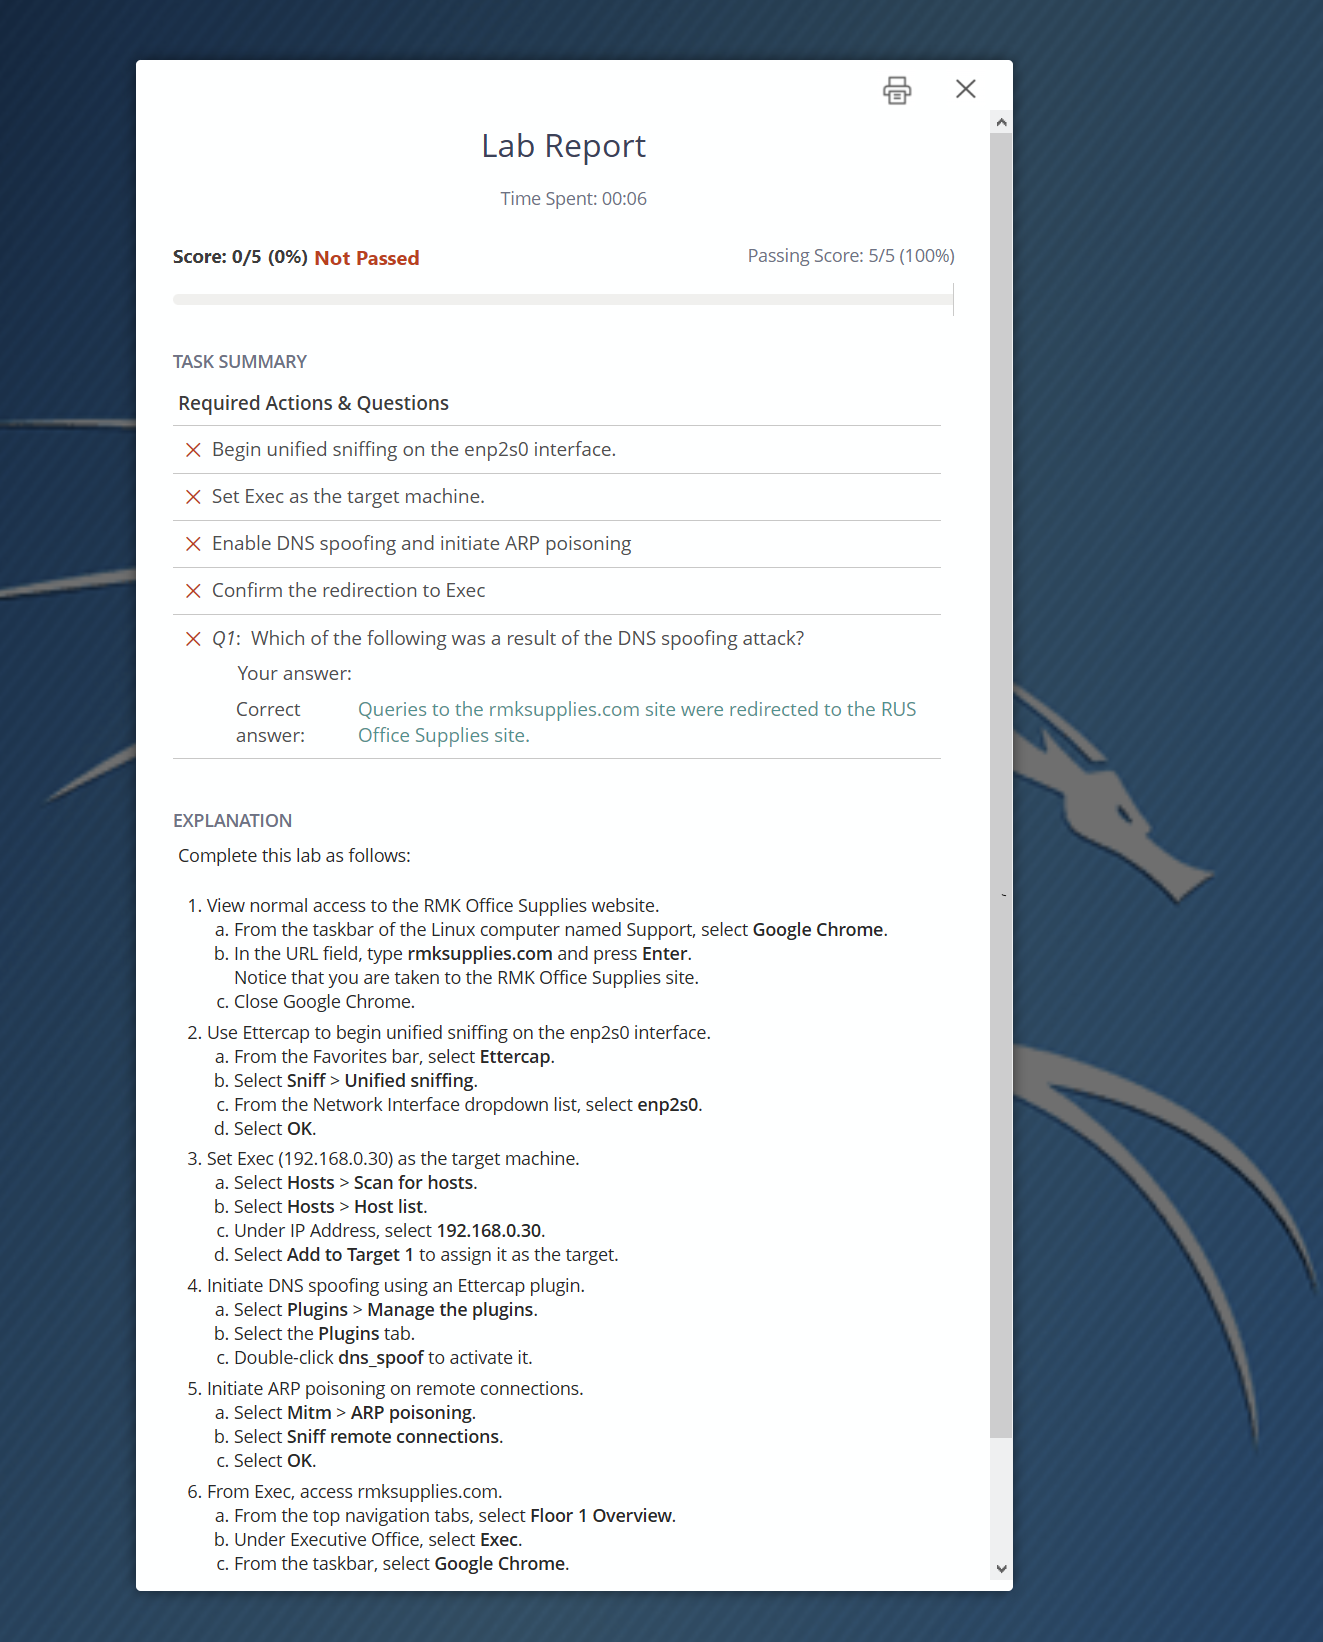 Lab Report
Time Spent: 00:06
Score: 0/5 (0%) Not Passed
Passing Score: 5/5 (100%)
TASK SUMMARY
Required Actions & Questions
Begin unified sniffing on the enp2s0 interface.
Set Exec as the target machine.
Enable DNS spoofing and initiate ARP poisoning
Confirm the redirection to Exec
Q1: Which of the following was a result of the DNS spoofing attack?
Your answer:
Correct answer: Queries to the rmksupplies.com site were redirected to the RUS
Office Supplies site.
EXPLANATION
Complete this lab as follows:
1. View normal access to the RMK Office Supplies website.
a. From the taskbar of the Linux computer named Support, select Google Chrome.
b. In the URL field, type rmksupplies.com and press Enter.
Notice that you are taken to the RMK Office Supplies site.
c. Close Google Chrome.
2. Use Ettercap to begin unified sniffing on the enp2s0 interface.
a. From the Favorites bar, select Ettercap.
b. Select Sniff > Unified sniffing.
c. From the Network Interface dropdown list, select enp2s0.
d. Select OK.
3. Set Exec (192.168.0.30) as the target machine.
a. Select Hosts > Scan for hosts.
b. Select Hosts > Host list.
c. Under IP Address, select 192.168.0.30.
d. Select Add to Target 1 to assign it as the target.
4. Initiate DNS spoofing using an Ettercap plugin.
a. Select Plugins > Manage the plugins.
b. Select the Plugins tab.
c. Double-click dns_spoof to activate it.
5. Initiate ARP poisoning on remote connections.
a. Select Mitm > ARP poisoning.
b. Select Sniff remote connections.
c. Select OK.
6. From Exec, access rmksupplies.com.
a. From the top navigation tabs, select Floor 1 Overview.
b. Under Executive Office, select Exec.
c. From the taskbar, select Google Chrome.